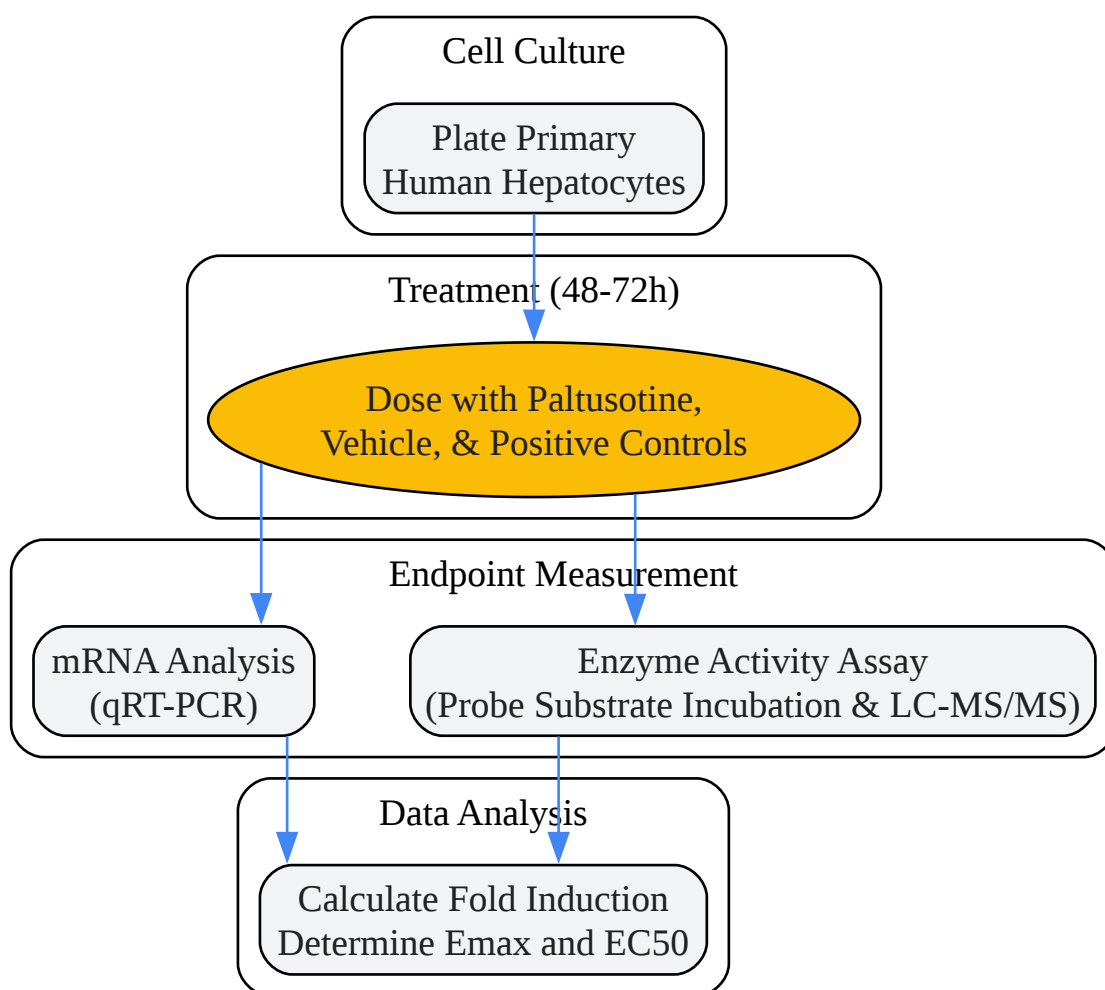 Cell Culture
Plate Primary
Human Hepatocytes
Treatment (48-72h)
Dose with Paltusotine,
Vehicle, & Positive Controls
Endpoint Measurement
mRNA Analysis
(qRT-PCR)
Enzyme Activity Assay
(Probe Substrate Incubation & LC-MS/MS)
Data Analysis
Calculate Fold Induction
Determine Emax and EC50